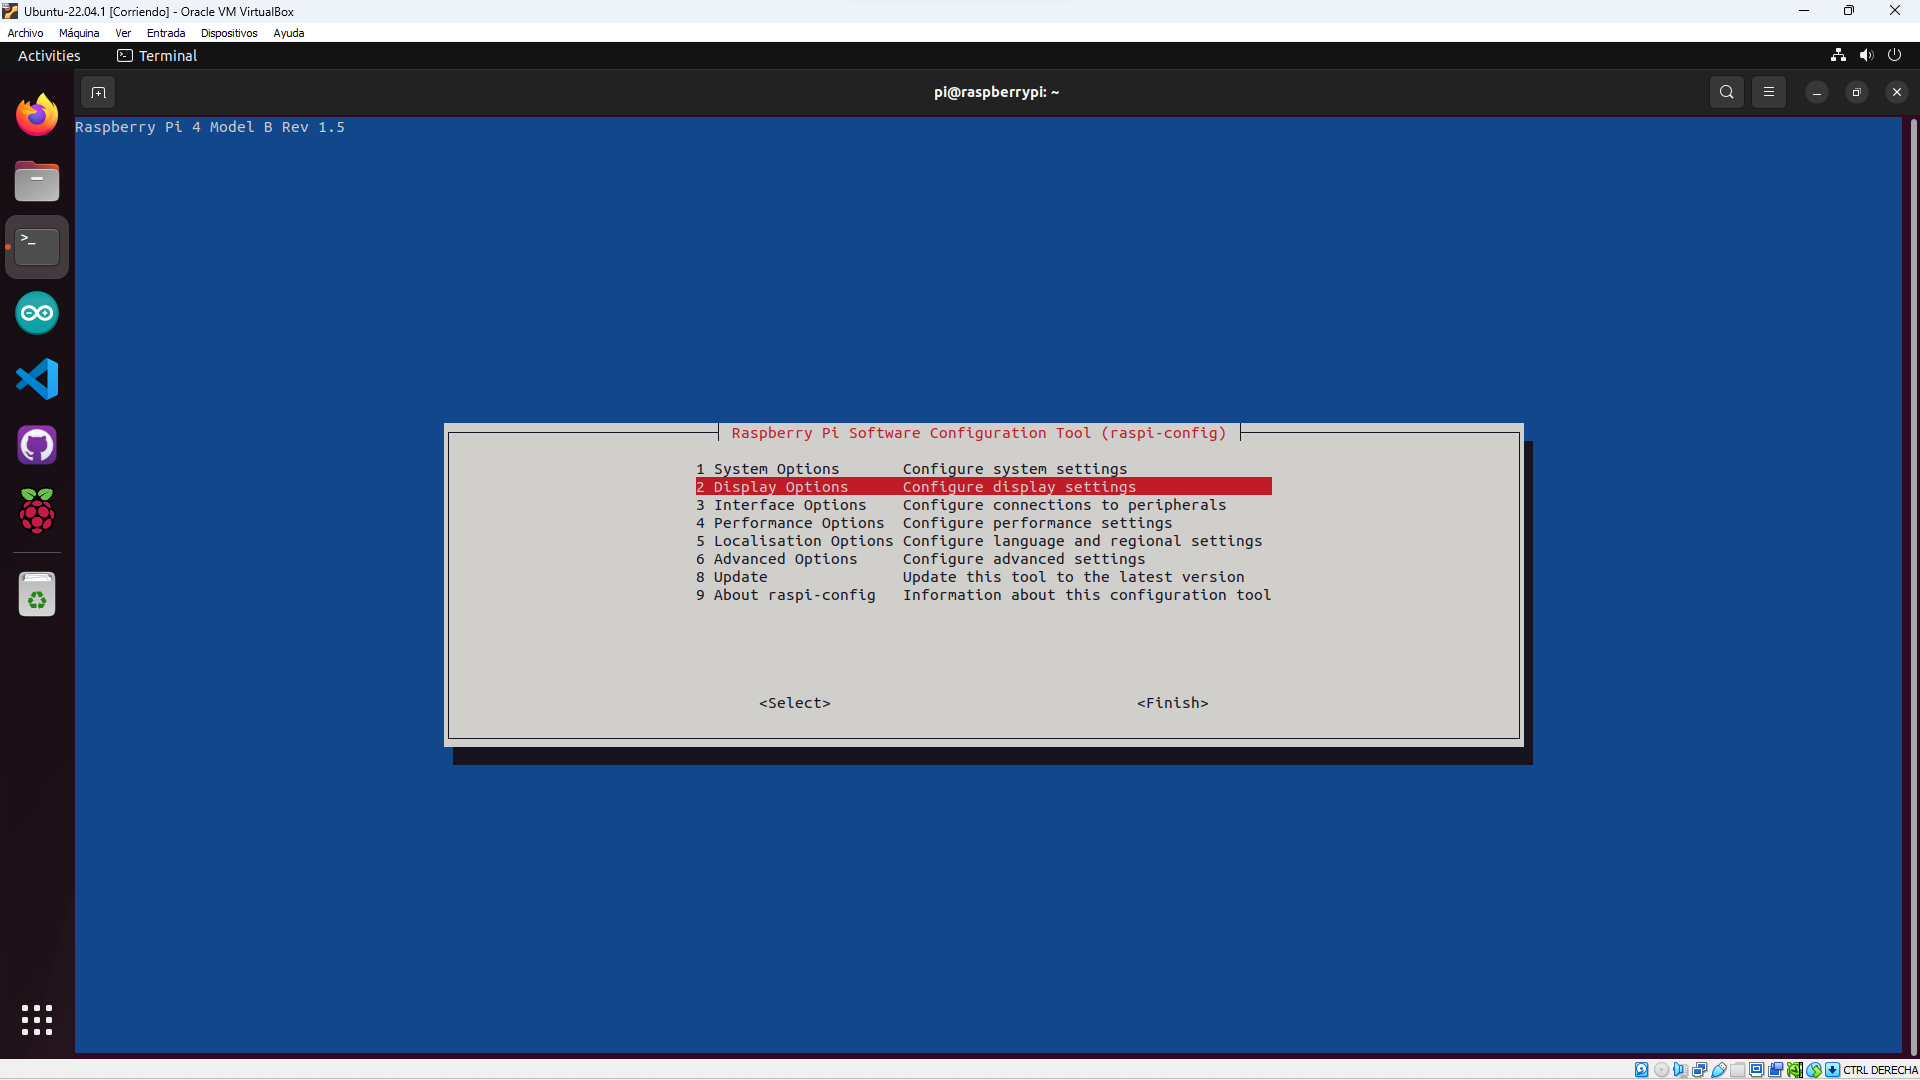 Ubuntu-22.04.1 [Corriendo] - Oracle VM VirtualBox
Archivo Máquina Ver Entrada Dispositivos Ayuda
Activities Terminal
pi@raspberrypi: ~
Raspberry Pi 4 Model B Rev 1.5
Raspberry Pi Software Configuration Tool (raspi-config)
1 System Options Configure system settings
2 Display Options Configure display settings
3 Interface Options Configure connections to peripherals
4 Performance Options Configure performance settings
5 Localisation Options Configure language and regional settings
6 Advanced Options Configure advanced settings
8 Update Update this tool to the latest version
9 About raspi-config Information about this configuration tool
<Select> <Finish>
CTRL DERECHA